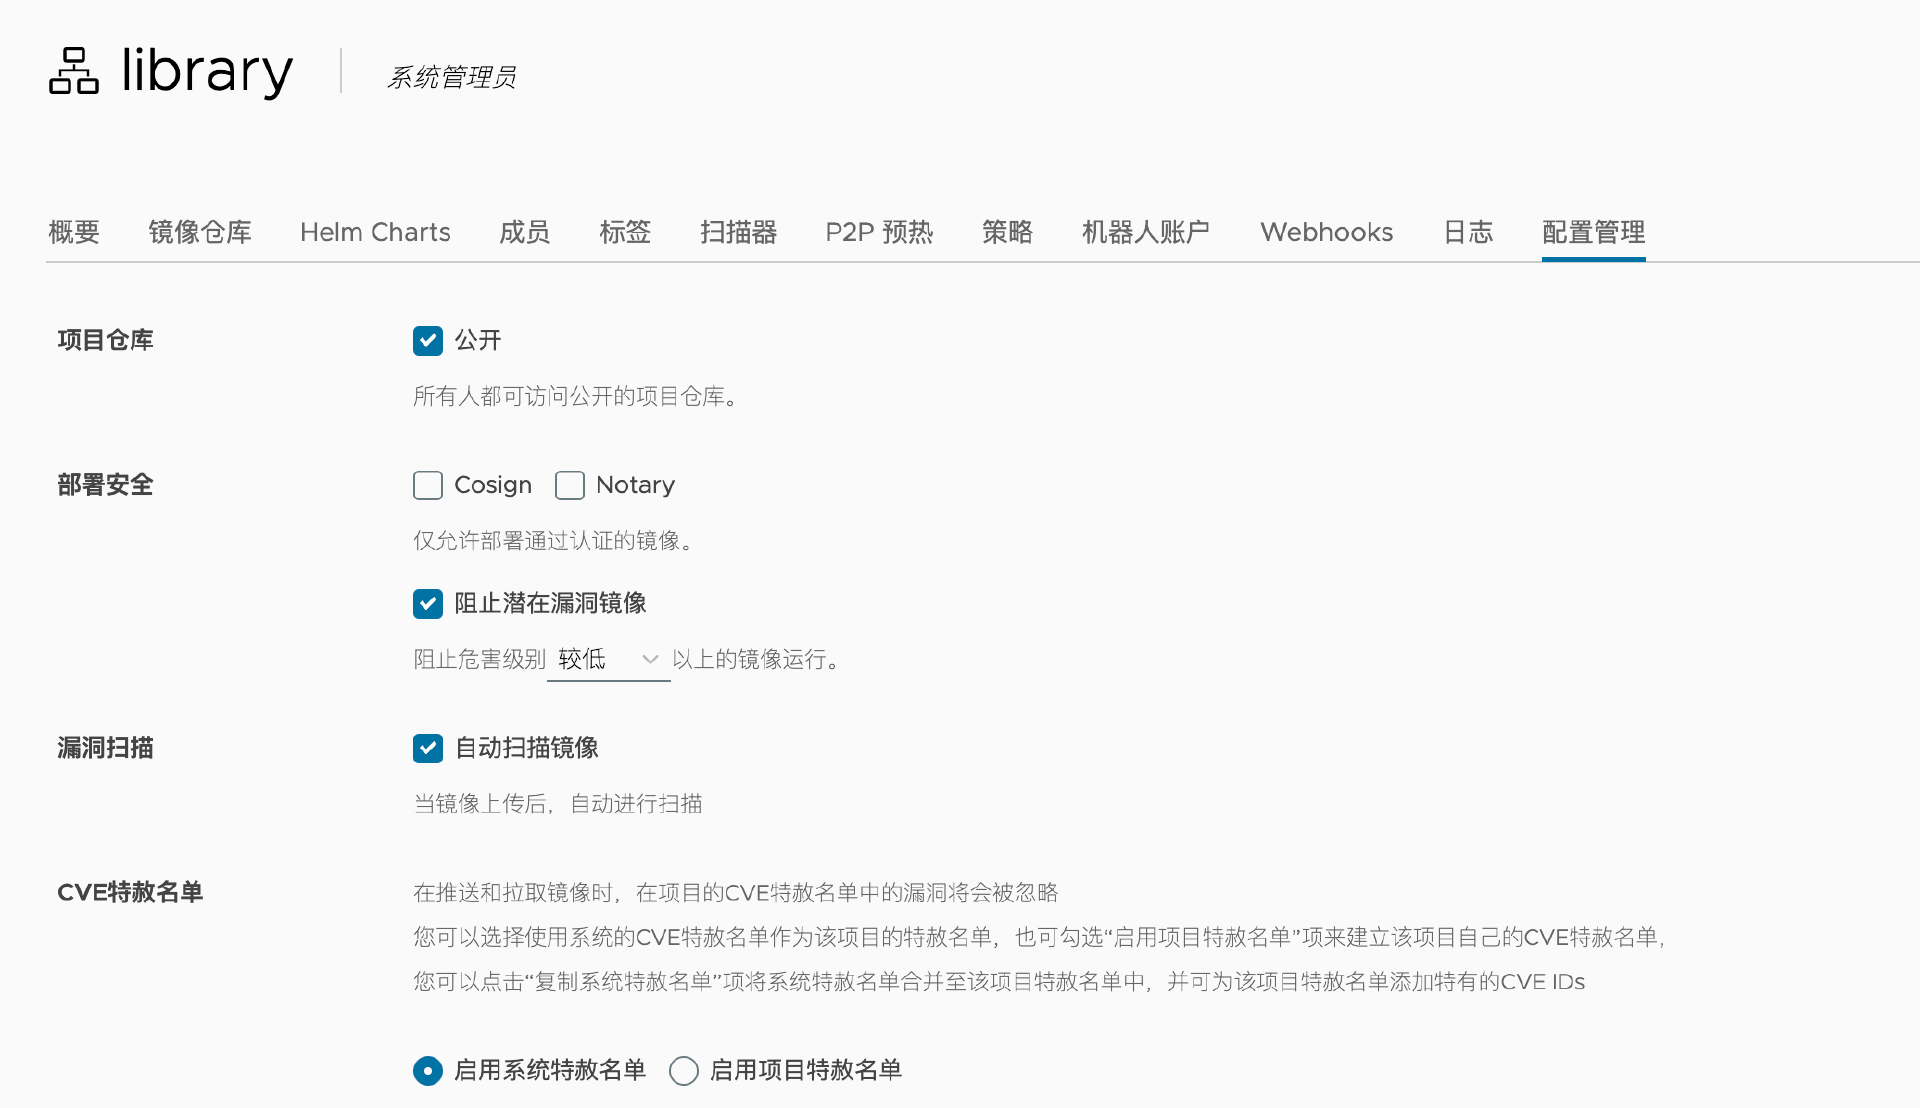 library
系统管理员
概要 镜像仓库 Helm Charts 成员 标签 扫描器 P2P 预热 策略 机器人账户 Webhooks 日志 配置管理
项目仓库 公开
所有人都可访问公开的项目仓库。
部署安全 Cosign Notary
仅允许部署通过认证的镜像。
阻止潜在漏洞镜像
阻止危害级别 较低 以上的镜像运行。
漏洞扫描 自动扫描镜像
当镜像上传后，自动进行扫描
CVE特赦名单 在推送和拉取镜像时，在项目的CVE特赦名单中的漏洞将会被忽略
您可以选择使用系统的CVE特赦名单作为该项目的特赦名单，也可勾选“启用项目特赦名单”项来建立该项目自己的CVE特赦名单，
您可以点击“复制系统特赦名单”项将系统特赦名单合并至该项目特赦名单中，并可为该项目特赦名单添加特有的CVE IDs
启用系统特赦名单 启用项目特赦名单